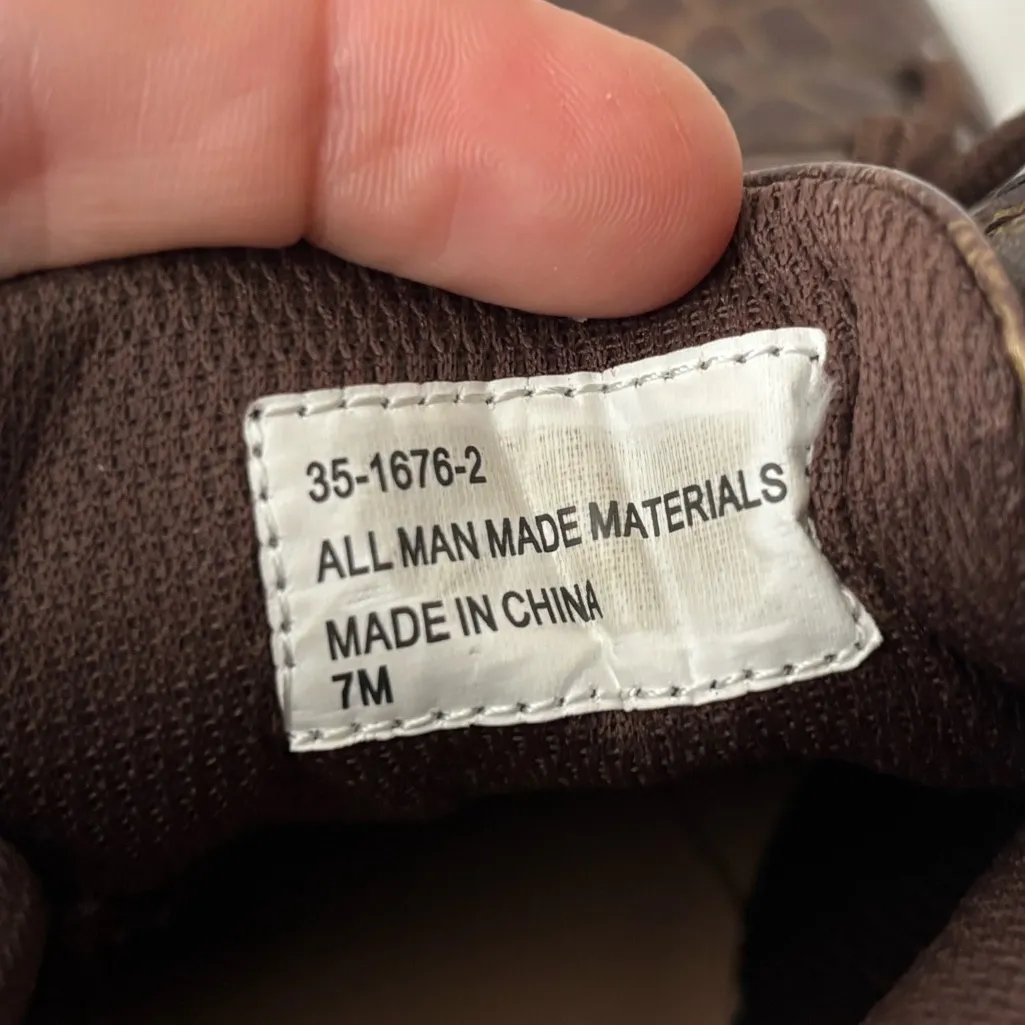 35-1676-2
ALL MAN MADE MATERIALS
MADE IN CHINA
7M